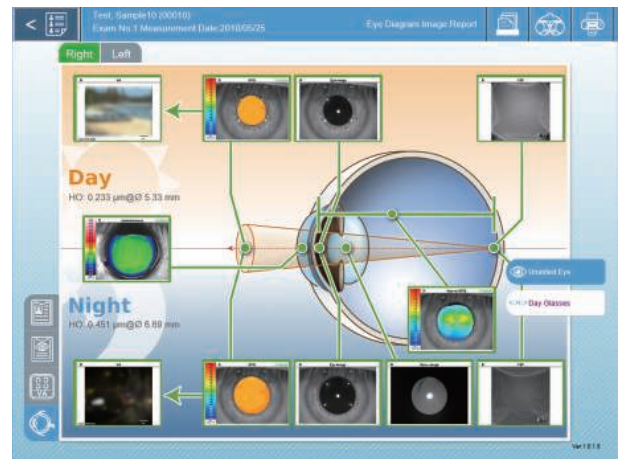 Test, Sample10 (00010)
Exam No.1 Measurement Date:2010/05/25
Eye Diagram Image Report
Right
Left
Day
HO: 0.233 μm@Ø 5.33 mm
Unaided Eye
Day Glasses
Night
HO: 0.451 μm@Ø 6.69 mm
VA